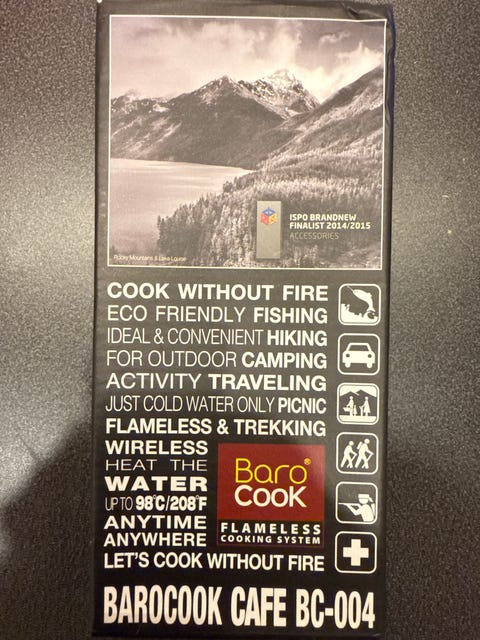 ISPO BRANDNEW
FINALIST 2014/2015
ACCESSORIES
Rocky Mountains & Lake Louise
COOK WITHOUT FIRE
ECO FRIENDLY FISHING
IDEAL & CONVENIENT HIKING
FOR OUTDOOR CAMPING
ACTIVITY TRAVELING
JUST COLD WATER ONLY PICNIC
FLAMELESS & TREKKING
WIRELESS
HEAT THE
WATER
UP TO 98℃/208℉
ANYTIME
ANYWHERE
Baro®
COOK
FLAMELESS
COOKING SYSTEM
LET'S COOK WITHOUT FIRE
BAROCOOK CAFE BC-004